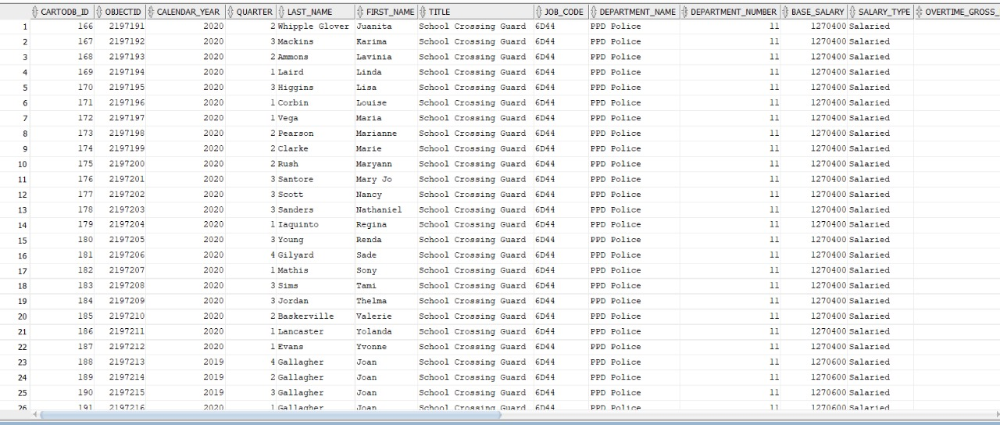 CARTODB_ID OBJECTID CALENDAR_YEAR QUARTER LAST_NAME FIRST_NAME TITLE JOB_CODE DEPARTMENT_NAME DEPARTMENT_NUMBER BASE_SALARY SALARY_TYPE OVERTIME_GROSS_
1 166 2197191 2020 2 Whipple Glover Juanita School Crossing Guard 6D44 PPD Police 11 1270400 Salaried
2 167 2197192 2020 3 Mackins Karima School Crossing Guard 6D44 PPD Police 11 1270400 Salaried
3 168 2197193 2020 2 Ammons Lavinia School Crossing Guard 6D44 PPD Police 11 1270400 Salaried
4 169 2197194 2020 1 Laird Linda School Crossing Guard 6D44 PPD Police 11 1270400 Salaried
5 170 2197195 2020 3 Higgins Lisa School Crossing Guard 6D44 PPD Police 11 1270400 Salaried
6 171 2197196 2020 1 Corbin Louise School Crossing Guard 6D44 PPD Police 11 1270400 Salaried
7 172 2197197 2020 1 Vega Maria School Crossing Guard 6D44 PPD Police 11 1270400 Salaried
8 173 2197198 2020 2 Pearson Marianne School Crossing Guard 6D44 PPD Police 11 1270400 Salaried
9 174 2197199 2020 2 Clarke Marie School Crossing Guard 6D44 PPD Police 11 1270400 Salaried
10 175 2197200 2020 2 Rush Maryann School Crossing Guard 6D44 PPD Police 11 1270400 Salaried
11 176 2197201 2020 3 Santore Mary Jo School Crossing Guard 6D44 PPD Police 11 1270400 Salaried
12 177 2197202 2020 3 Scott Nancy School Crossing Guard 6D44 PPD Police 11 1270400 Salaried
13 178 2197203 2020 3 Sanders Nathaniel School Crossing Guard 6D44 PPD Police 11 1270400 Salaried
14 179 2197204 2020 1 Iaquinto Regina School Crossing Guard 6D44 PPD Police 11 1270400 Salaried
15 180 2197205 2020 3 Young Renda School Crossing Guard 6D44 PPD Police 11 1270400 Salaried
16 181 2197206 2020 4 Gilyard Sade School Crossing Guard 6D44 PPD Police 11 1270400 Salaried
17 182 2197207 2020 1 Mathis Sony School Crossing Guard 6D44 PPD Police 11 1270400 Salaried
18 183 2197208 2020 3 Sims Tami School Crossing Guard 6D44 PPD Police 11 1270400 Salaried
19 184 2197209 2020 3 Jordan Thelma School Crossing Guard 6D44 PPD Police 11 1270400 Salaried
20 185 2197210 2020 2 Baskerville Valerie School Crossing Guard 6D44 PPD Police 11 1270400 Salaried
21 186 2197211 2020 1 Lancaster Yolanda School Crossing Guard 6D44 PPD Police 11 1270400 Salaried
22 187 2197212 2020 1 Evans Yvonne School Crossing Guard 6D44 PPD Police 11 1270400 Salaried
23 188 2197213 2019 4 Gallagher Joan School Crossing Guard 6D44 PPD Police 11 1270600 Salaried
24 189 2197214 2019 2 Gallagher Joan School Crossing Guard 6D44 PPD Police 11 1270600 Salaried
25 190 2197215 2019 3 Gallagher Joan School Crossing Guard 6D44 PPD Police 11 1270600 Salaried
26 191 2197216 2020 1 Gallagher Joan School Crossing Guard 6D44 PPD Police 11 1270600 Salaried